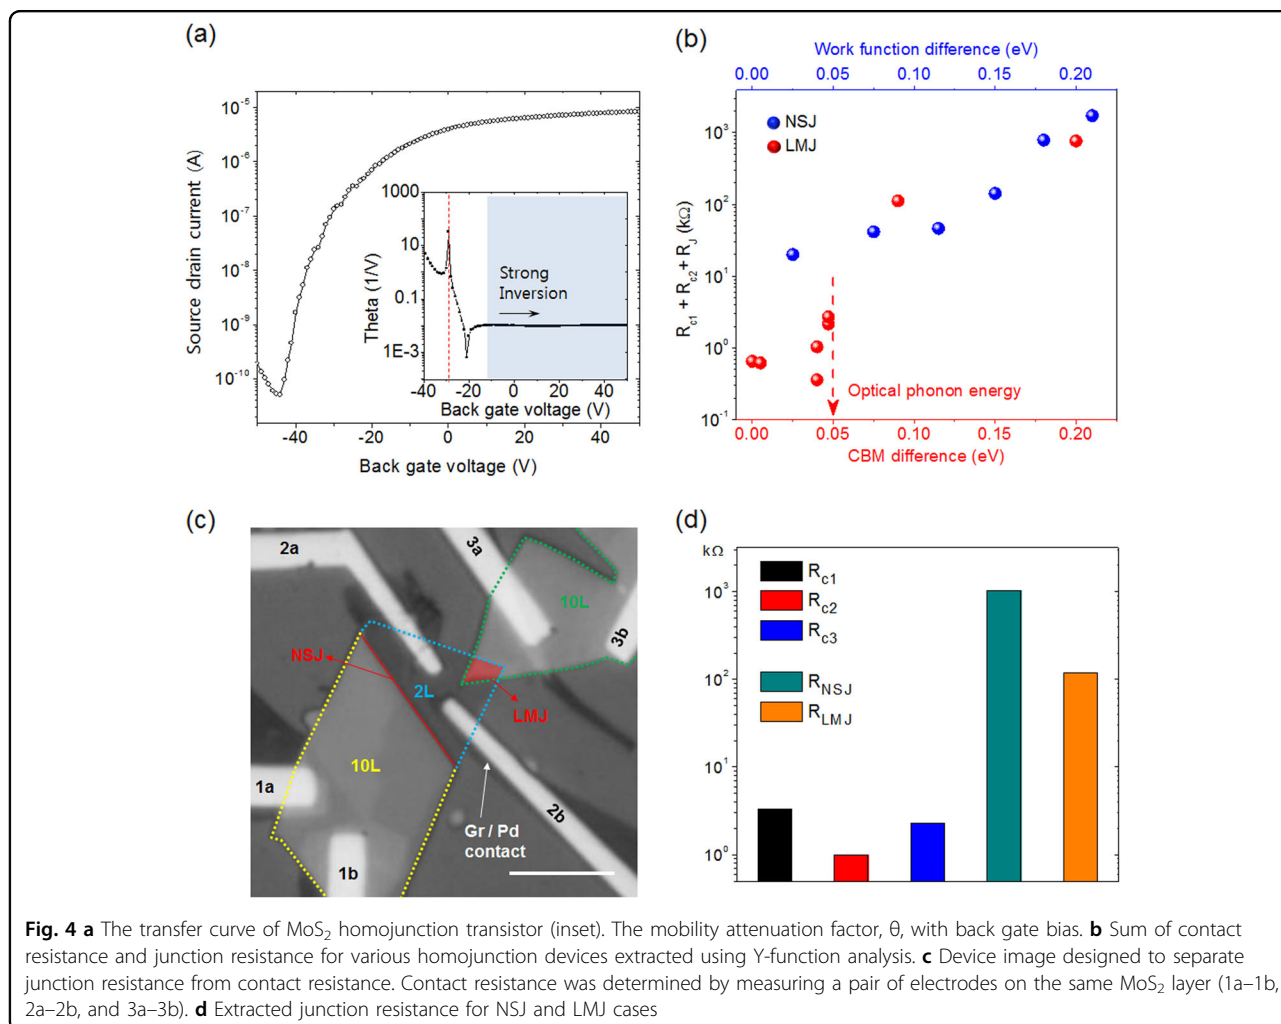 (a)
10⁻⁵
10⁻⁶
10⁻⁷
10⁻⁸
10⁻⁹
10⁻¹⁰
Source drain current (A)
-40
-20
0
20
40
Back gate voltage (V)
1000
10
0.1
1E-3
Theta (1/V)
Strong
Inversion
-40
-20
0
20
40
Back gate voltage (V)
(b)
Work function difference (eV)
0.00
0.05
0.10
0.15
0.20
NSJ
LMJ
10³
10²
10¹
10⁰
10⁻¹
R_c1 + R_c2 + R_J (kΩ)
Optical phonon energy
0.00
0.05
0.10
0.15
0.20
CBM difference (eV)
(c)
2a
3a
10L
3b
NSJ
2L
LMJ
10L
1a
2b
Gr / Pd
contact
1b
(d)
kΩ
10³
10²
10¹
10⁰
R_c1
R_c2
R_c3
R_NSJ
R_LMJ
Fig. 4 a The transfer curve of MoS₂ homojunction transistor (inset). The mobility attenuation factor, θ, with back gate bias. b Sum of contact
resistance and junction resistance for various homojunction devices extracted using Y-function analysis. c Device image designed to separate
junction resistance from contact resistance. Contact resistance was determined by measuring a pair of electrodes on the same MoS₂ layer (1a–1b,
2a–2b, and 3a–3b). d Extracted junction resistance for NSJ and LMJ cases